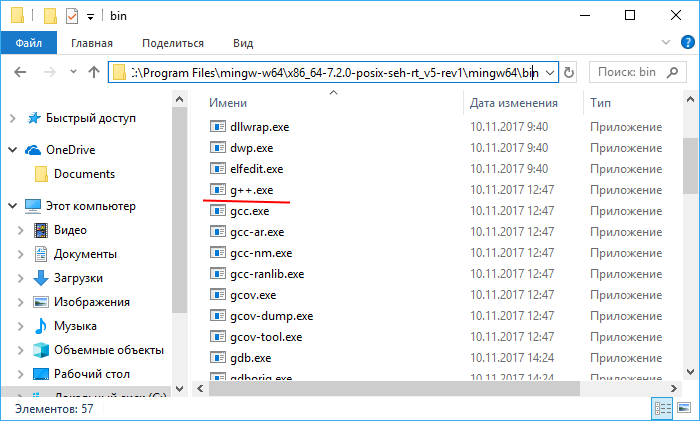 bin
Файл
Главная
Поделиться
Вид
:\Program Files\mingw-w64\x86_64-7.2.0-posix-seh-rt_v5-rev1\mingw64\bin
Поиск: bin
Быстрый доступ
OneDrive
Documents
Этот компьютер
Видео
Документы
Загрузки
Изображения
Музыка
Объемные объекты
Рабочий стол
Локальный диск (C:)
Имени
Дата изменения
Тип
dllwrap.exe 10.11.2017 9:40 Приложение
dwp.exe 10.11.2017 9:40 Приложение
elfedit.exe 10.11.2017 9:40 Приложение
g++.exe 10.11.2017 12:47 Приложение
gcc.exe 10.11.2017 12:47 Приложение
gcc-ar.exe 10.11.2017 12:47 Приложение
gcc-nm.exe 10.11.2017 12:47 Приложение
gcc-ranlib.exe 10.11.2017 12:47 Приложение
gcov.exe 10.11.2017 12:47 Приложение
gcov-dump.exe 10.11.2017 12:47 Приложение
gcov-tool.exe 10.11.2017 12:47 Приложение
gdb.exe 10.11.2017 14:24 Приложение
gdborig.exe 10.11.2017 14:24 Приложение
Элементов: 57